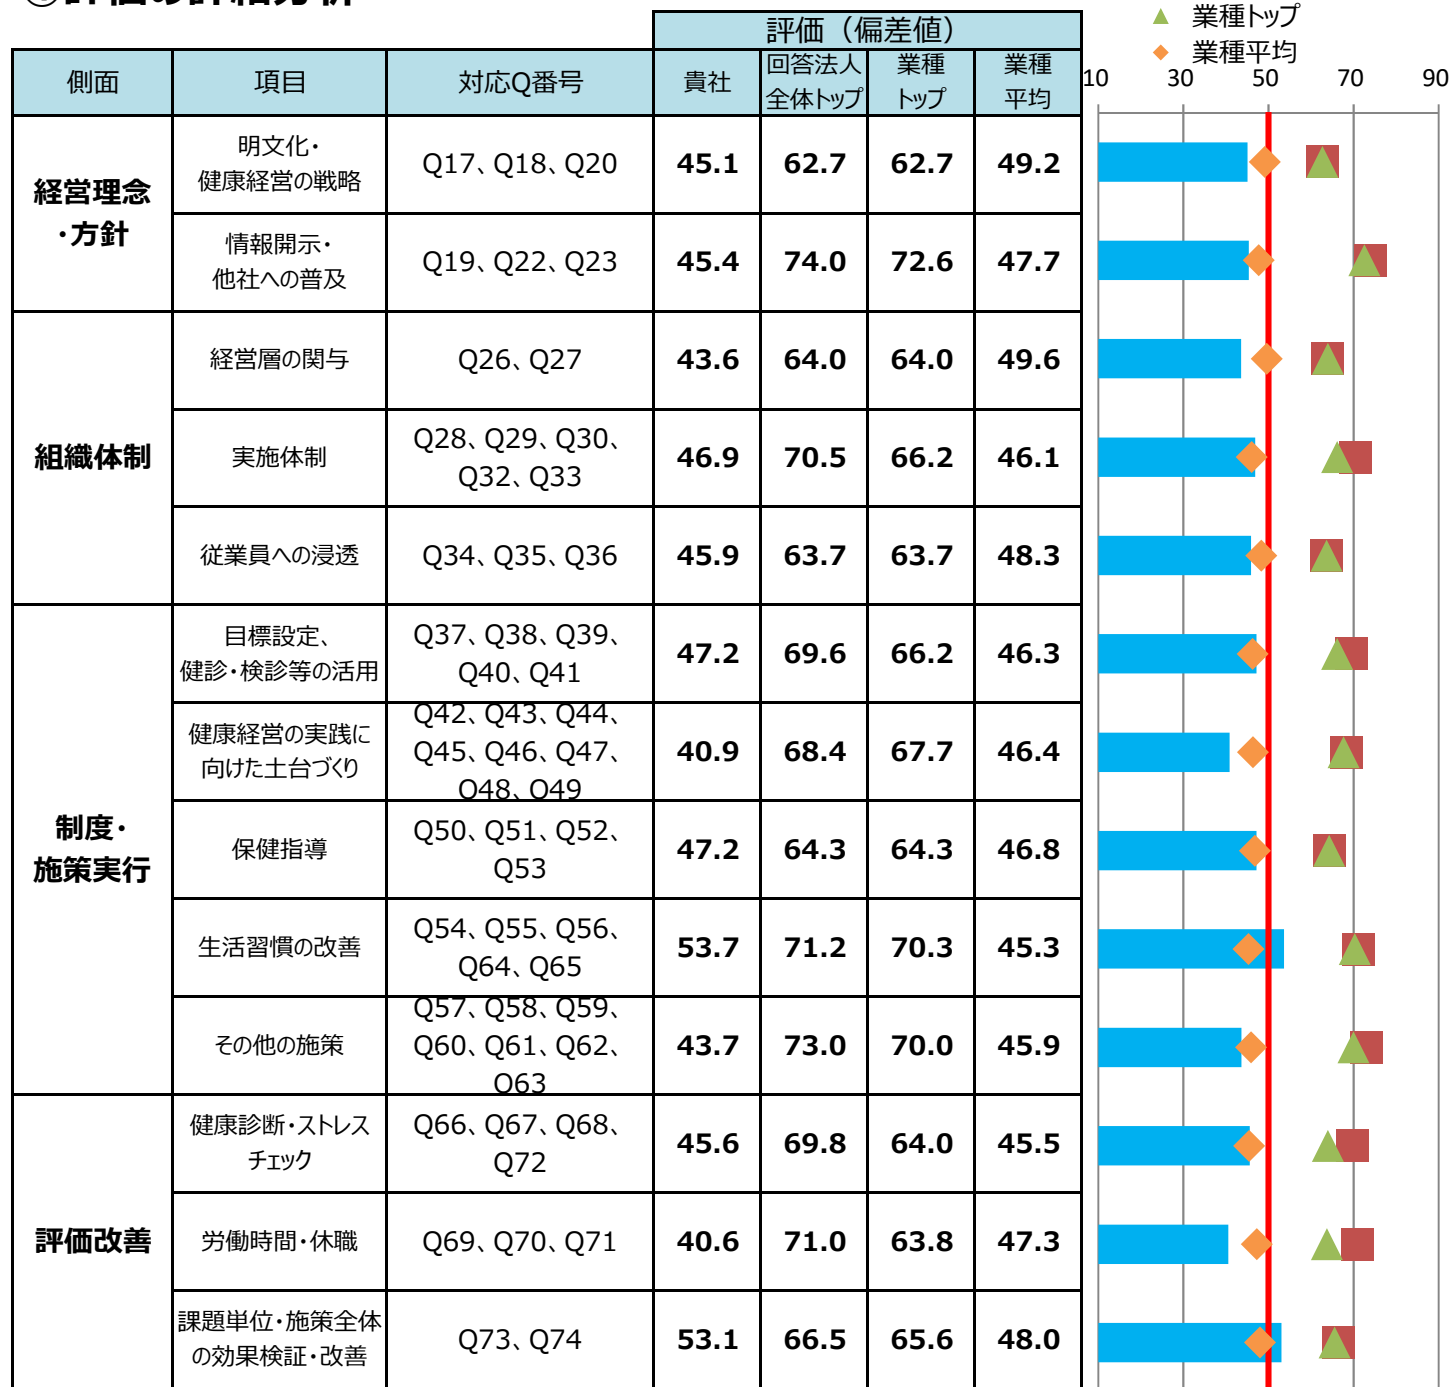 ①評価の詳細分析
▲ 業種トップ
◆ 業種平均
評価（偏差値）
側面 項目 対応Q番号 貴社 回答法人 業種 業種
全体トップ トップ 平均
10 30 50 70 90
経営理念
・方針
明文化・
健康経営の戦略
Q17、Q18、Q20 45.1 62.7 62.7 49.2
情報開示・
他社への普及
Q19、Q22、Q23 45.4 74.0 72.6 47.7
組織体制
経営層の関与 Q26、Q27 43.6 64.0 64.0 49.6
実施体制
Q28、Q29、Q30、
Q32、Q33
46.9 70.5 66.2 46.1
従業員への浸透 Q34、Q35、Q36 45.9 63.7 63.7 48.3
制度・
施策実行
目標設定、
健診・検診等の活用
Q37、Q38、Q39、
Q40、Q41
47.2 69.6 66.2 46.3
健康経営の実践に
向けた土台づくり
Q42、Q43、Q44、
Q45、Q46、Q47、
Q48、Q49
40.9 68.4 67.7 46.4
保健指導
Q50、Q51、Q52、
Q53
47.2 64.3 64.3 46.8
生活習慣の改善
Q54、Q55、Q56、
Q64、Q65
53.7 71.2 70.3 45.3
その他の施策
Q57、Q58、Q59、
Q60、Q61、Q62、
Q63
43.7 73.0 70.0 45.9
評価改善
健康診断・ストレス
チェック
Q66、Q67、Q68、
Q72
45.6 69.8 64.0 45.5
労働時間・休職 Q69、Q70、Q71 40.6 71.0 63.8 47.3
課題単位・施策全体
の効果検証・改善
Q73、Q74 53.1 66.5 65.6 48.0